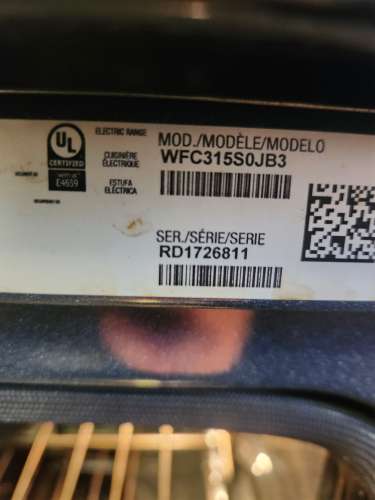 UL
CERTIFIED
E4659
ELECTRIC RANGE
CUISINIÈRE
ÉLECTRIQUE
ESTUFA
ELÉCTRICA
MOD./MODÈLE/MODELO
WFC315S0JB3
SER./SÉRIE/SERIE
RD1726811